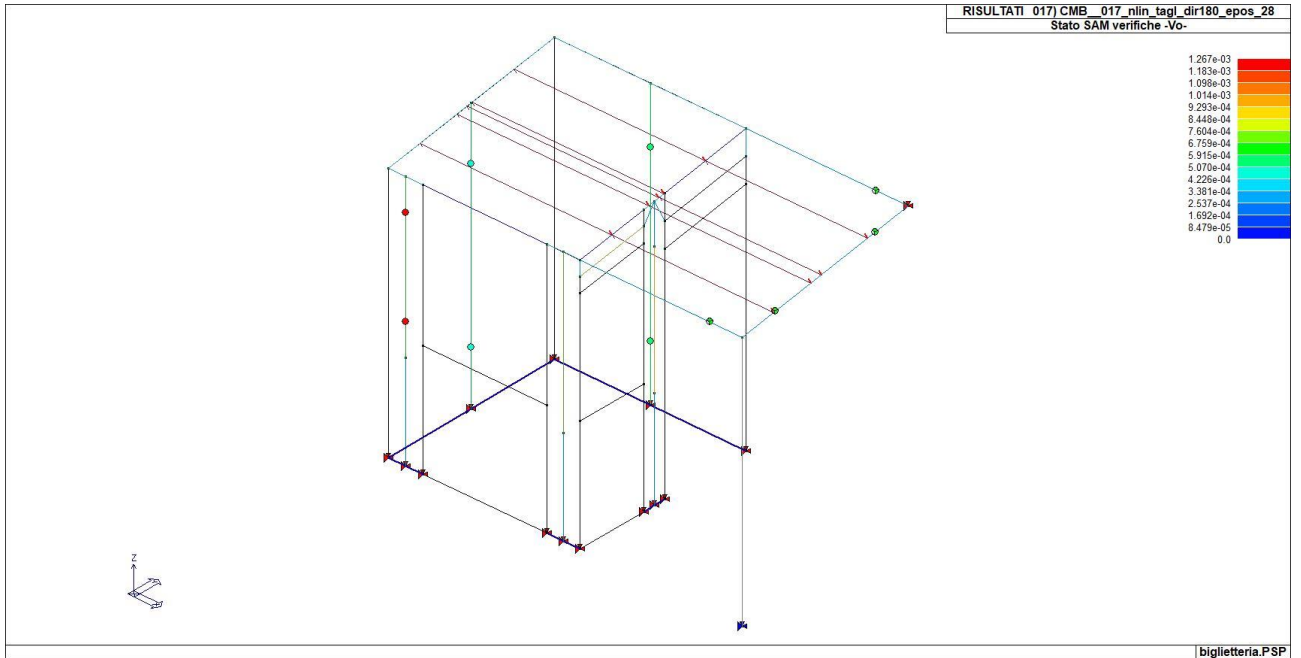 RISULTATI 017) CMB__017_nlin_tagl_dir180_epos_28
Stato SAM verifiche -Vo-
1.267e-03
1.183e-03
1.098e-03
1.014e-03
9.293e-04
8.448e-04
7.604e-04
6.759e-04
5.915e-04
5.070e-04
4.226e-04
3.381e-04
2.537e-04
1.692e-04
8.479e-05
0.0
Z
biglietteria.PSP